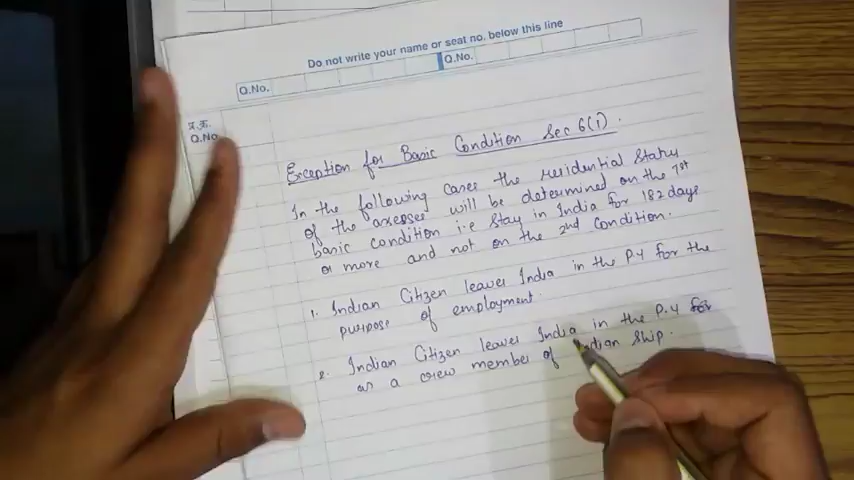 Do not write your name or seat no. below this line
Q.No. Q.No.
प्र.क्र.
Q.No.
Exception for Basic Condition Sec 6(1).
In the following cases the residential Status
of the assessee will be determined on the 1st
basic condition i.e stay in India for 182 days
or more and not on the 2nd Condition.
1. Indian Citizen leaves India in the P.Y for the
purpose of employment.
2. Indian Citizen leaves India in the P.Y for
as a crew member of Indian Ship.